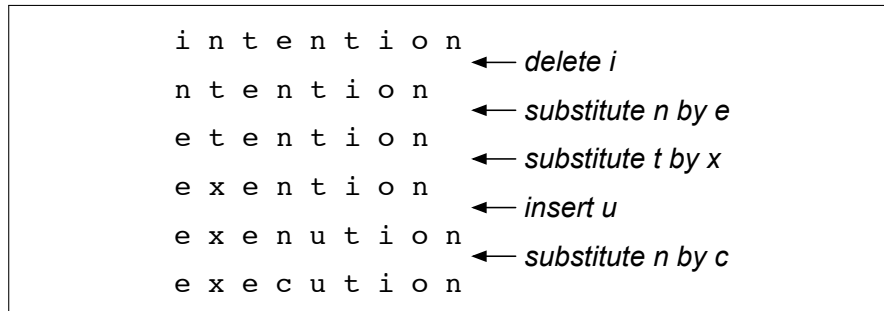 i n t e n t i o n
delete i
n t e n t i o n
substitute n by e
e t e n t i o n
substitute t by x
e x e n t i o n
insert u
e x e n u t i o n
substitute n by c
e x e c u t i o n